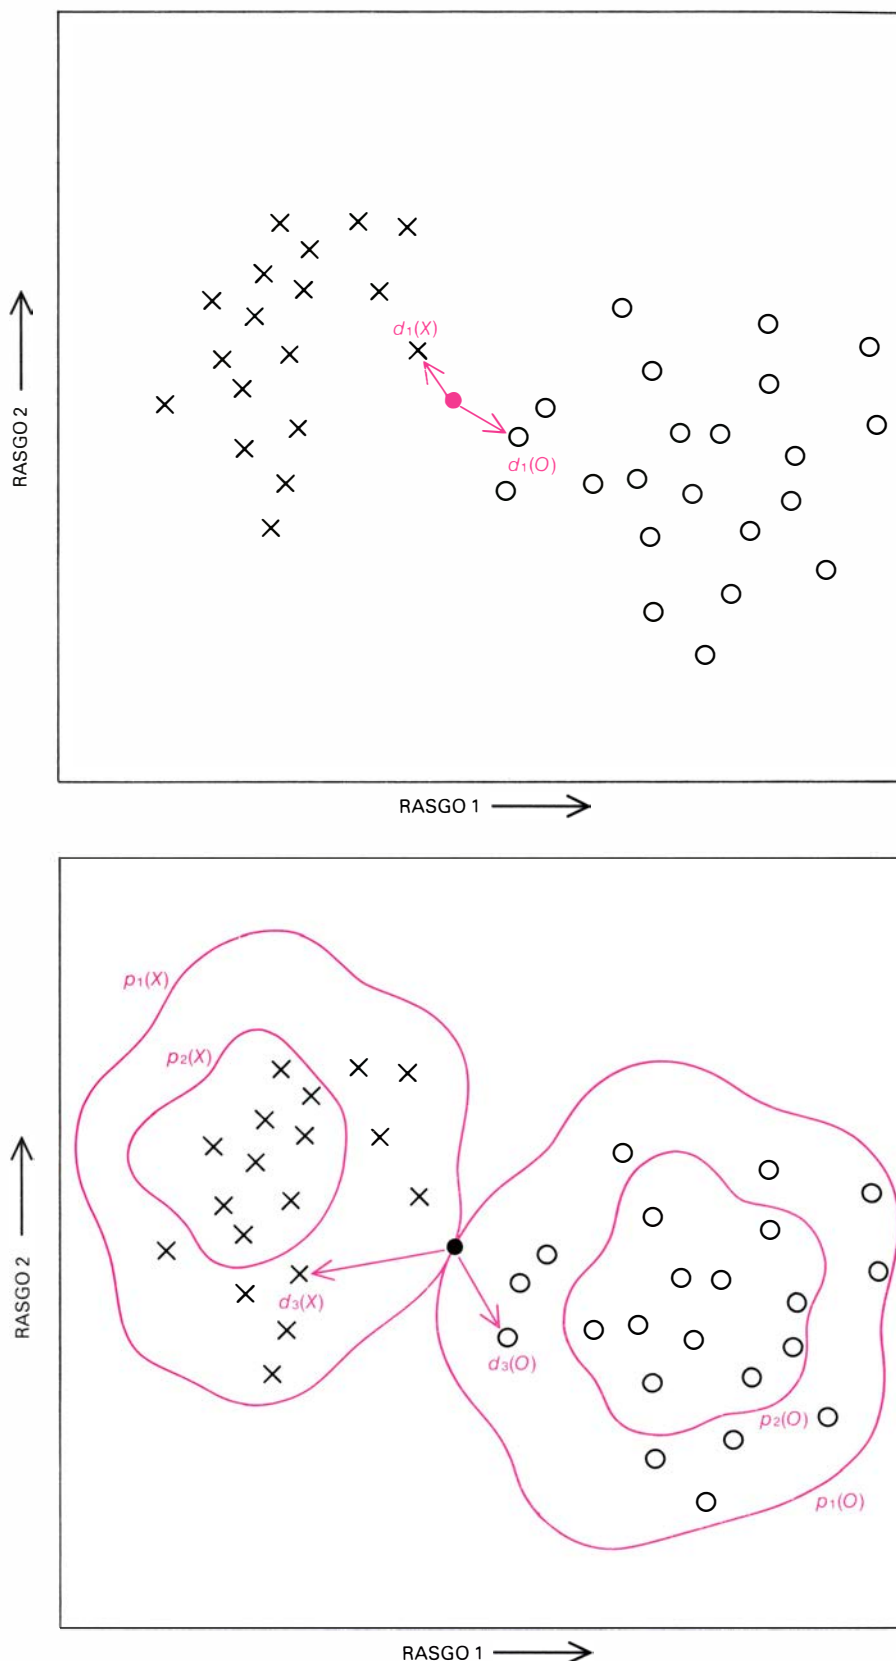 d₁(X)
d₁(O)
RASGO 2
RASGO 1
p₁(X)
p₂(X)
d₃(X)
d₃(O)
p₂(O)
p₁(O)
RASGO 2
RASGO 1